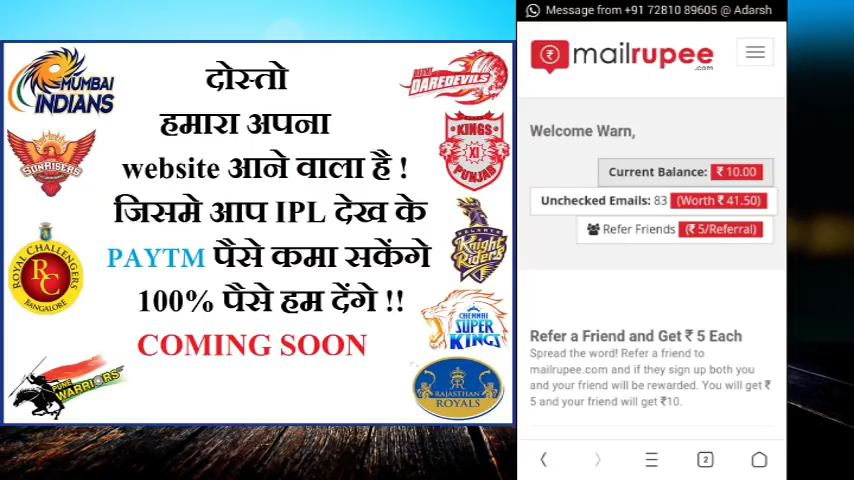 MUMBAI
INDIANS
SUNRISERS
ROYAL CHALLENGERS
RC
BANGALORE
PUNE
WARRIORS
दोस्तो
हमारा अपना
website आने वाला है !
जिसमे आप IPL देख के
PAYTM पैसे कमा सकेंगे
100% पैसे हम देंगे !!
COMING SOON
DAREDEVILS
KINGS
XI
PUNJAB
Knight
Riders
CHENNAI
SUPER
KINGS
RAJASTHAN
ROYALS
Message from +91 72810 89605 @ Adarsh
mailrupee
.com
Welcome Warn,
Current Balance: ₹ 10.00
Unchecked Emails: 83 (Worth ₹ 41.50)
Refer Friends (₹ 5/Referral)
Refer a Friend and Get ₹ 5 Each
Spread the word! Refer a friend to
mailrupee.com and if they sign up both you
and your friend will be rewarded. You will get ₹
5 and your friend will get ₹10.
2